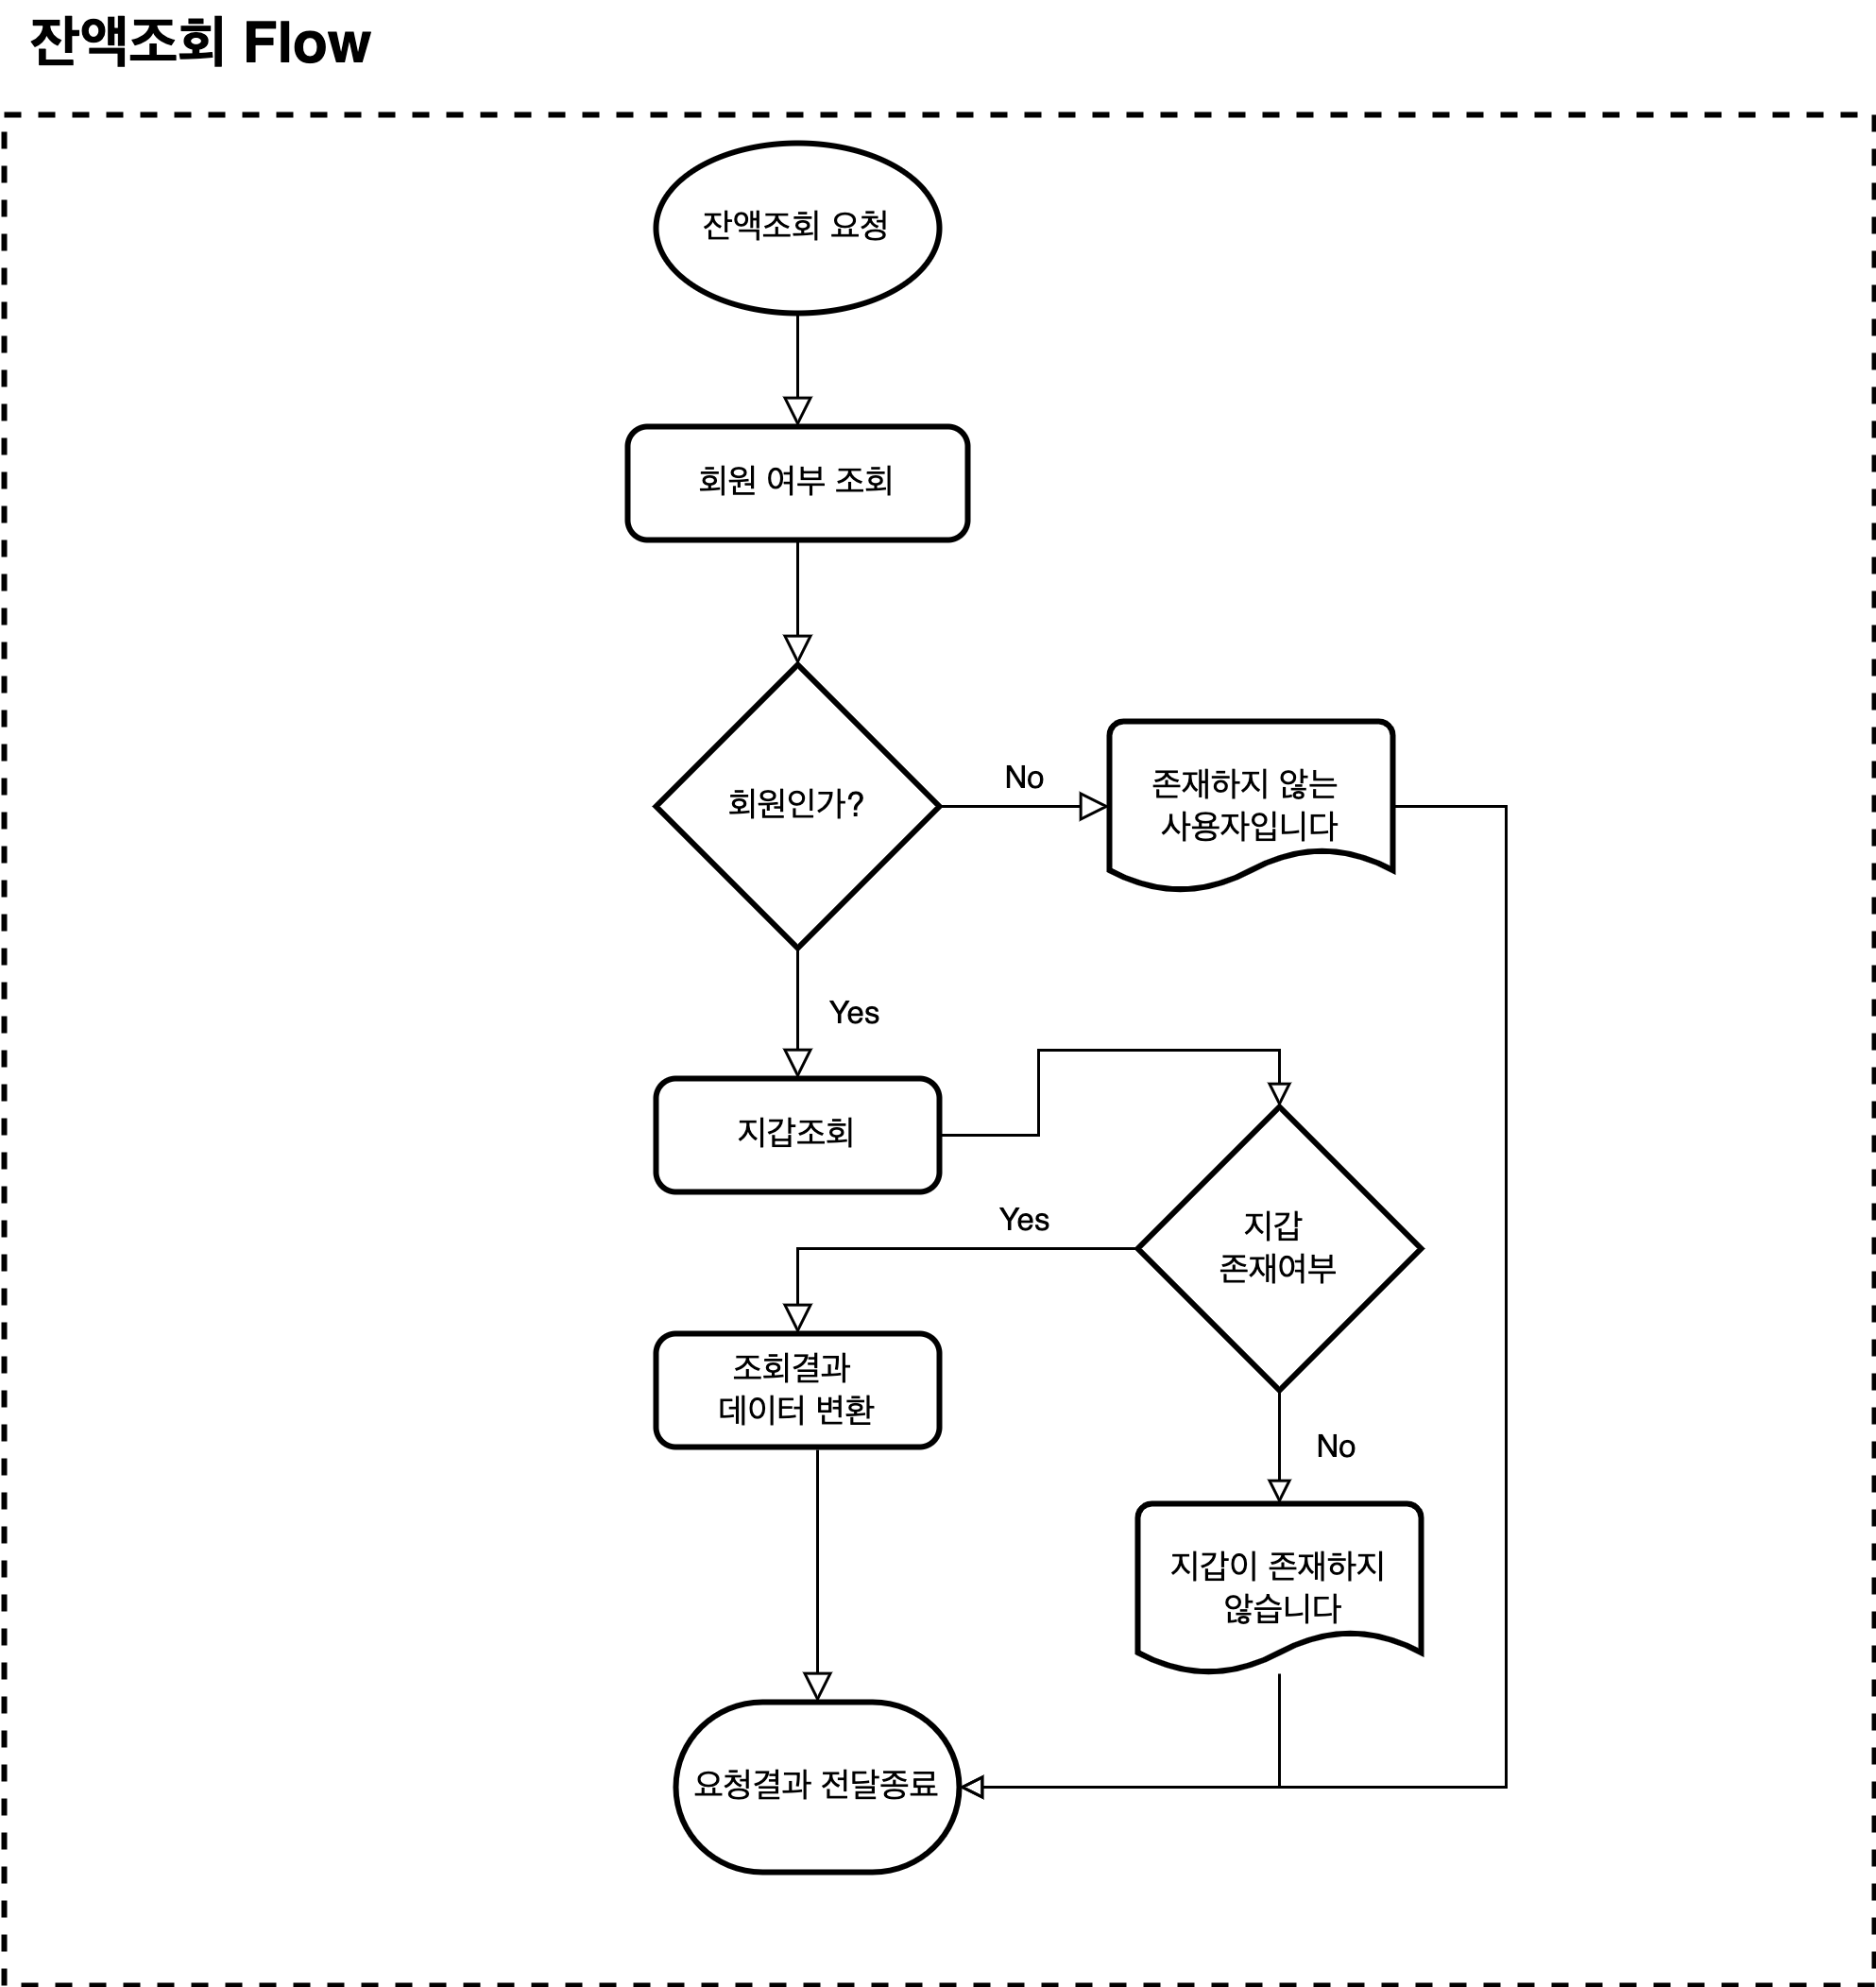 잔액조회 Flow
잔액조회 요청
회원 여부 조회
회원인가?
No
존재하지 않는
사용자입니다
Yes
지갑조회
Yes
지갑
존재여부
조회결과
데이터 변환
No
지갑이 존재하지
않습니다
요청결과 전달종료